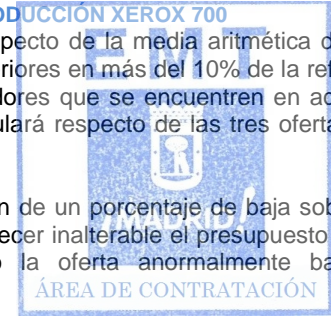 ODUCCIÓN XEROX 700
pecto de la media aritmética d
riores en más del 10% de la ref
lores que se encuentren en ac
ulará respecto de las tres oferta
EMT
¡MADRID!
n de un porcentaje de baja sob
ecer inalterable el presupuesto
o la oferta anormalmente ba
ÁREA DE CONTRATACIÓN